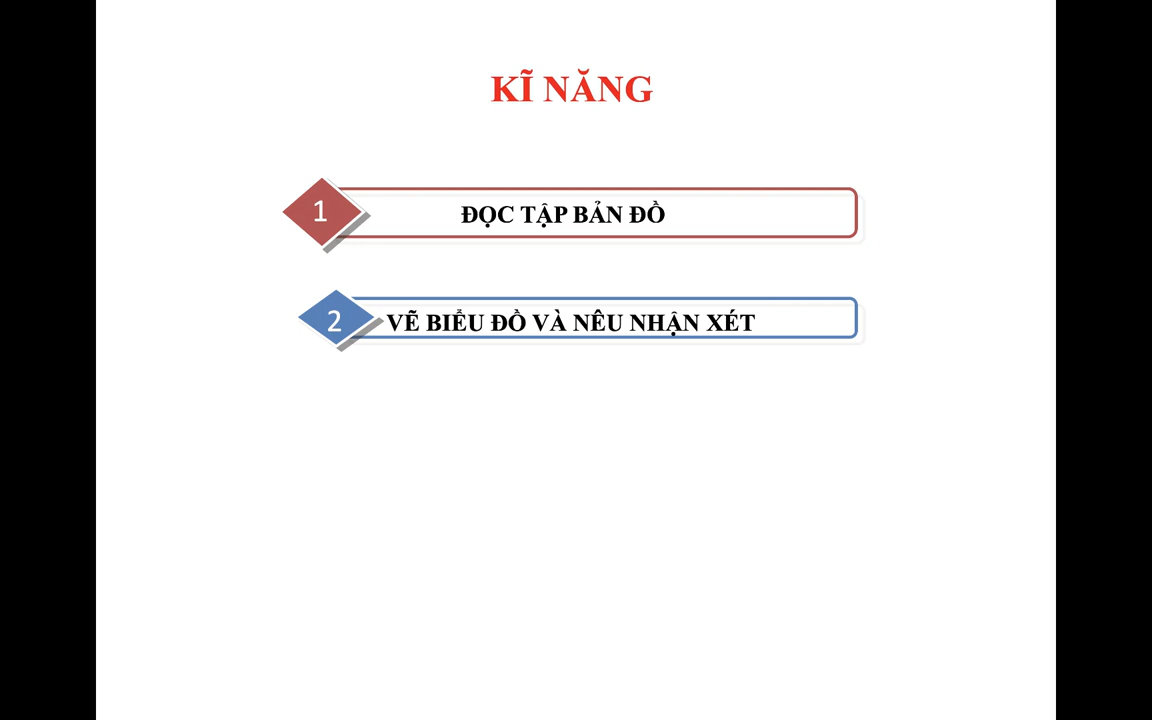 KĨ NĂNG
1
ĐỌC TẬP BẢN ĐỒ
2
VẼ BIỂU ĐỒ VÀ NÊU NHẬN XÉT